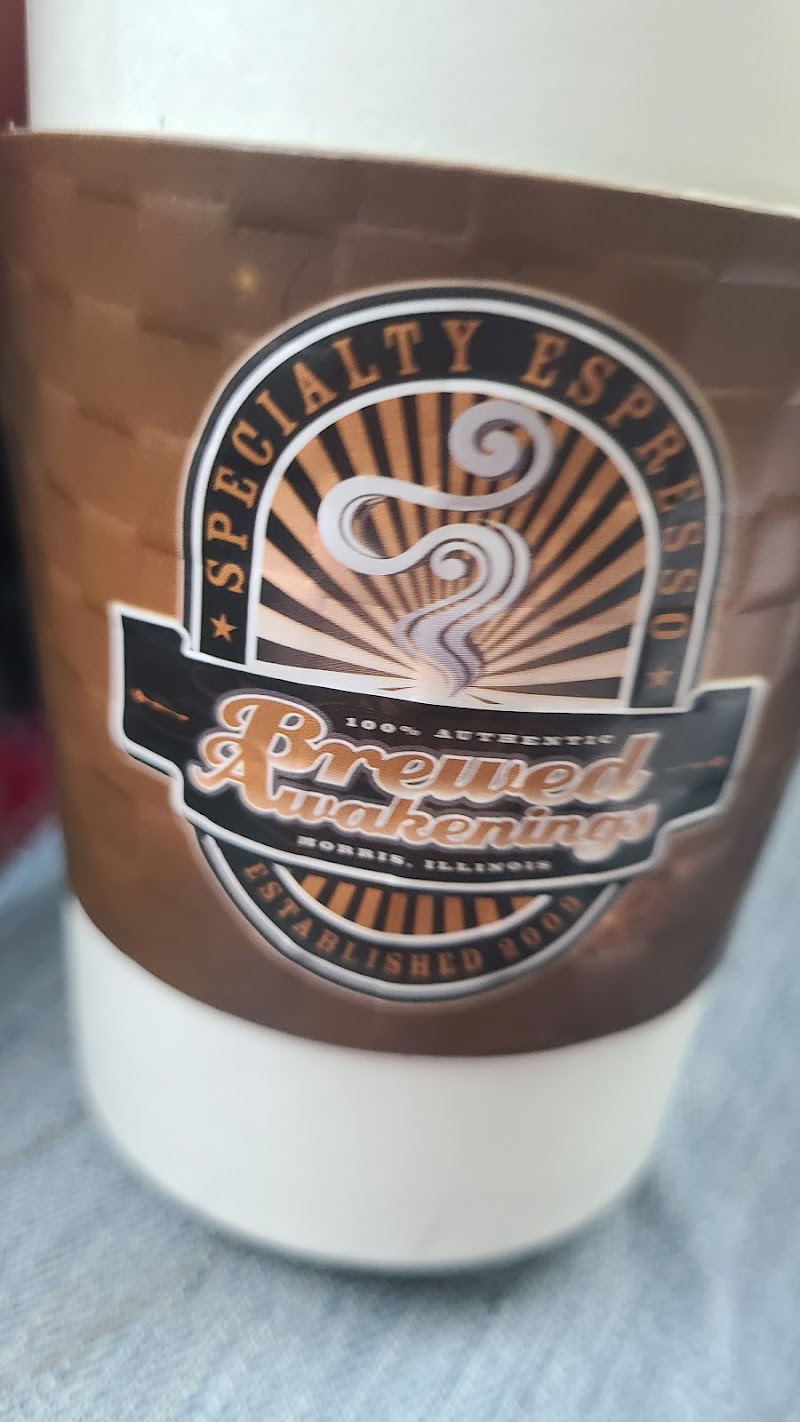 SPECIALTY ESPRESSO
100% AUTHENTIC
Brewed
Awakenings
MORRIS, ILLINOIS
ESTABLISHED 2009